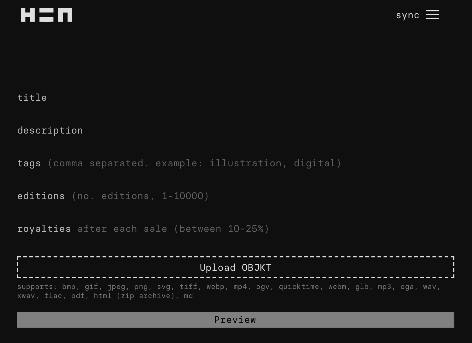 HEN
sync
title
description
tags (comma separated. example: illustration, digital)
editions (no. editions, 1-10000)
royalties after each sale (between 10-25%)
Upload OBJKT
supports: bmp, gif, jpeg, png, svg, tiff, webp, mp4, ogv, quicktime, webm, glb, mp3, oga, wav,
xwav, flac, pdf, html (zip archive), md
Preview